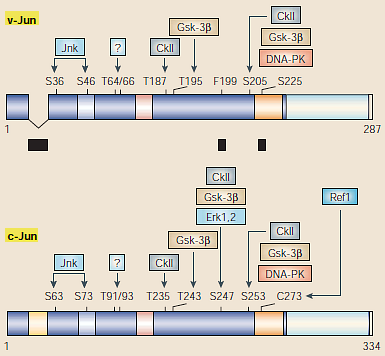 v-Jun
CkII
Gsk-3β
Jnk
?
CkII
Gsk-3β
DNA-PK
S36 S46 T64/66 T187 T195 F199 S205 S225
1 287
CkII
Gsk-3β
Ref1
c-Jun
Erk1,2
CkII
Jnk
?
CkII
Gsk-3β
Gsk-3β
DNA-PK
S63 S73 T91/93 T235 T243 S247 S253 C273
1 334